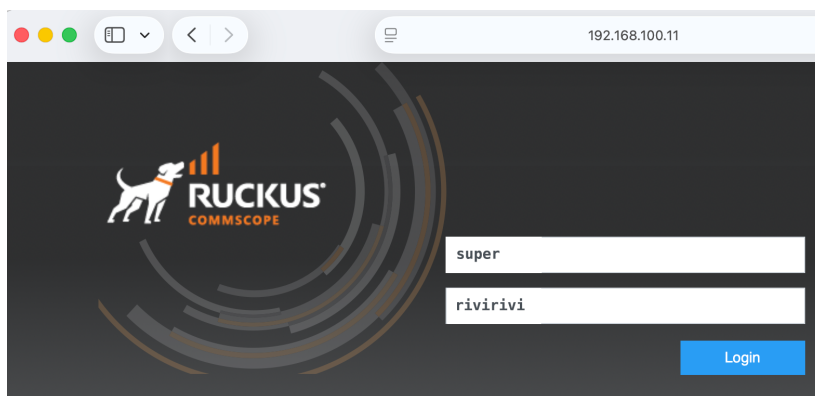 192.168.100.11
RUCKUS®
COMMSCOPE
super
rivirivi
Login